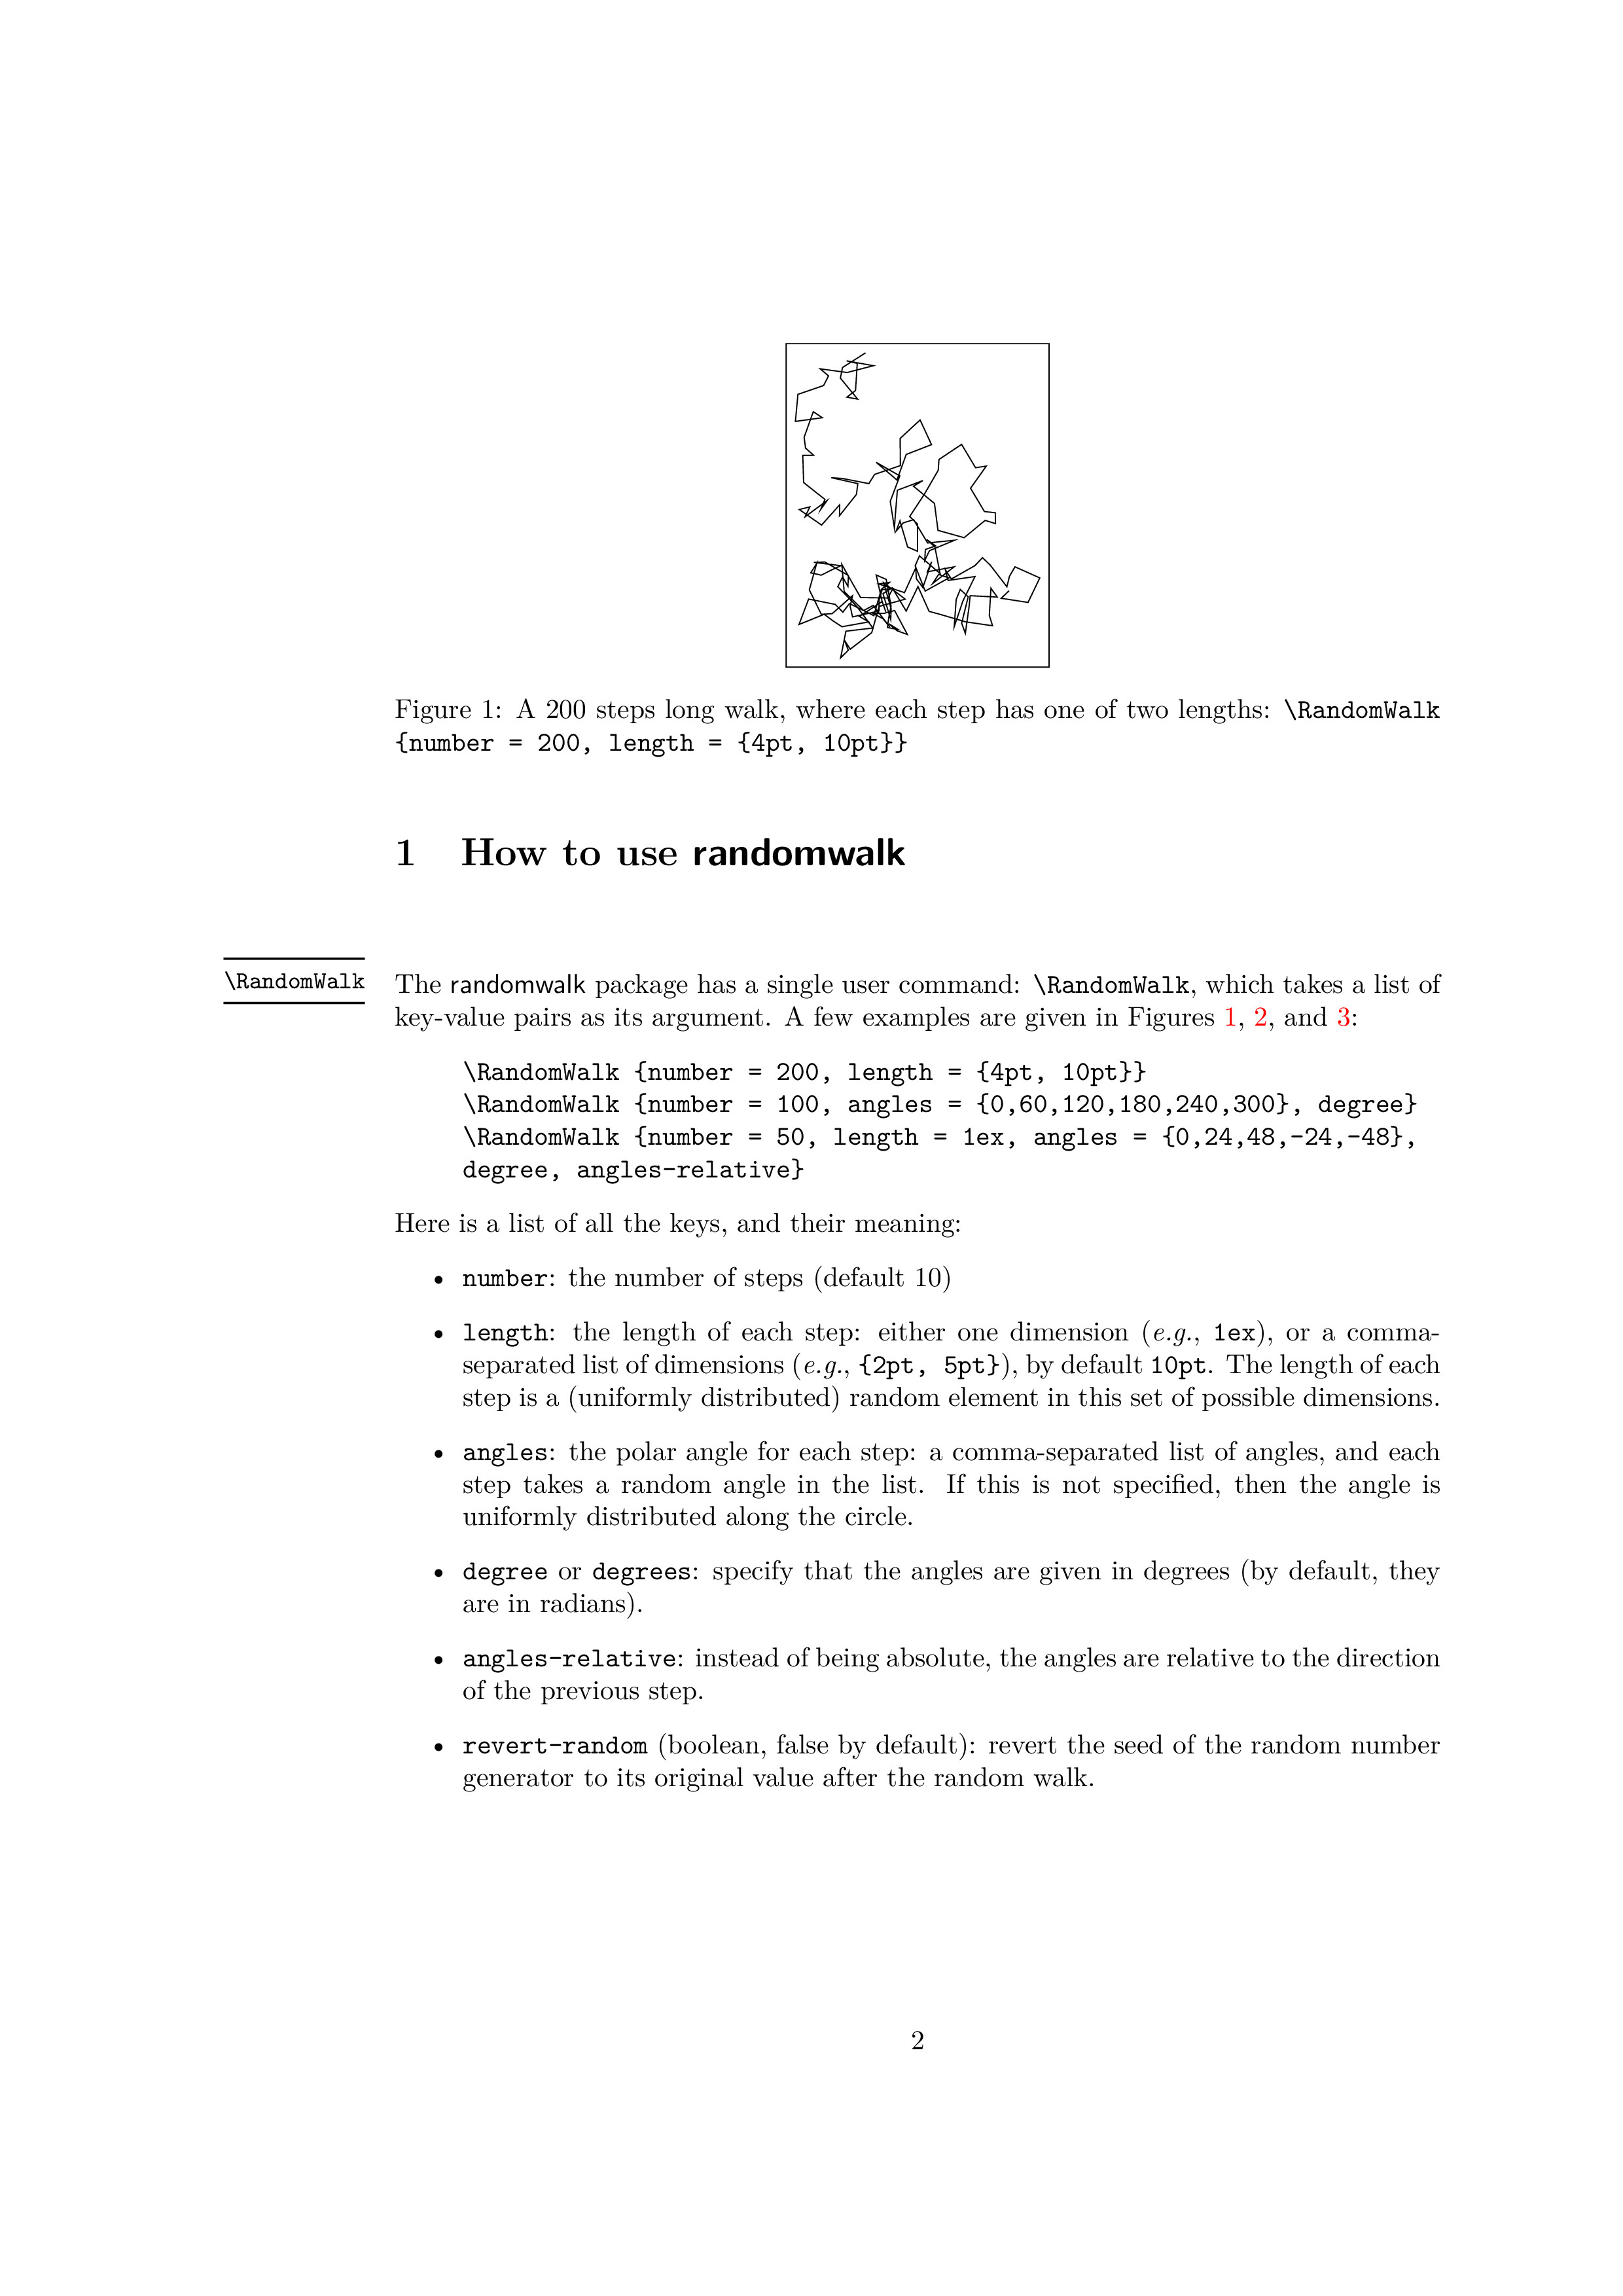 Figure 1: A 200 steps long walk, where each step has one of two lengths: \RandomWalk
{number = 200, length = {4pt, 10pt}}
1 How to use randomwalk
\RandomWalk
The randomwalk package has a single user command: \RandomWalk, which takes a list of
key-value pairs as its argument. A few examples are given in Figures 1, 2, and 3:
\RandomWalk {number = 200, length = {4pt, 10pt}}
\RandomWalk {number = 100, angles = {0,60,120,180,240,300}, degree}
\RandomWalk {number = 50, length = 1ex, angles = {0,24,48,-24,-48},
degree, angles-relative}
Here is a list of all the keys, and their meaning:
• number: the number of steps (default 10)
• length: the length of each step: either one dimension (e.g., 1ex), or a comma-
separated list of dimensions (e.g., {2pt, 5pt}), by default 10pt. The length of each
step is a (uniformly distributed) random element in this set of possible dimensions.
• angles: the polar angle for each step: a comma-separated list of angles, and each
step takes a random angle in the list. If this is not specified, then the angle is
uniformly distributed along the circle.
• degree or degrees: specify that the angles are given in degrees (by default, they
are in radians).
• angles-relative: instead of being absolute, the angles are relative to the direction
of the previous step.
• revert-random (boolean, false by default): revert the seed of the random number
generator to its original value after the random walk.
2